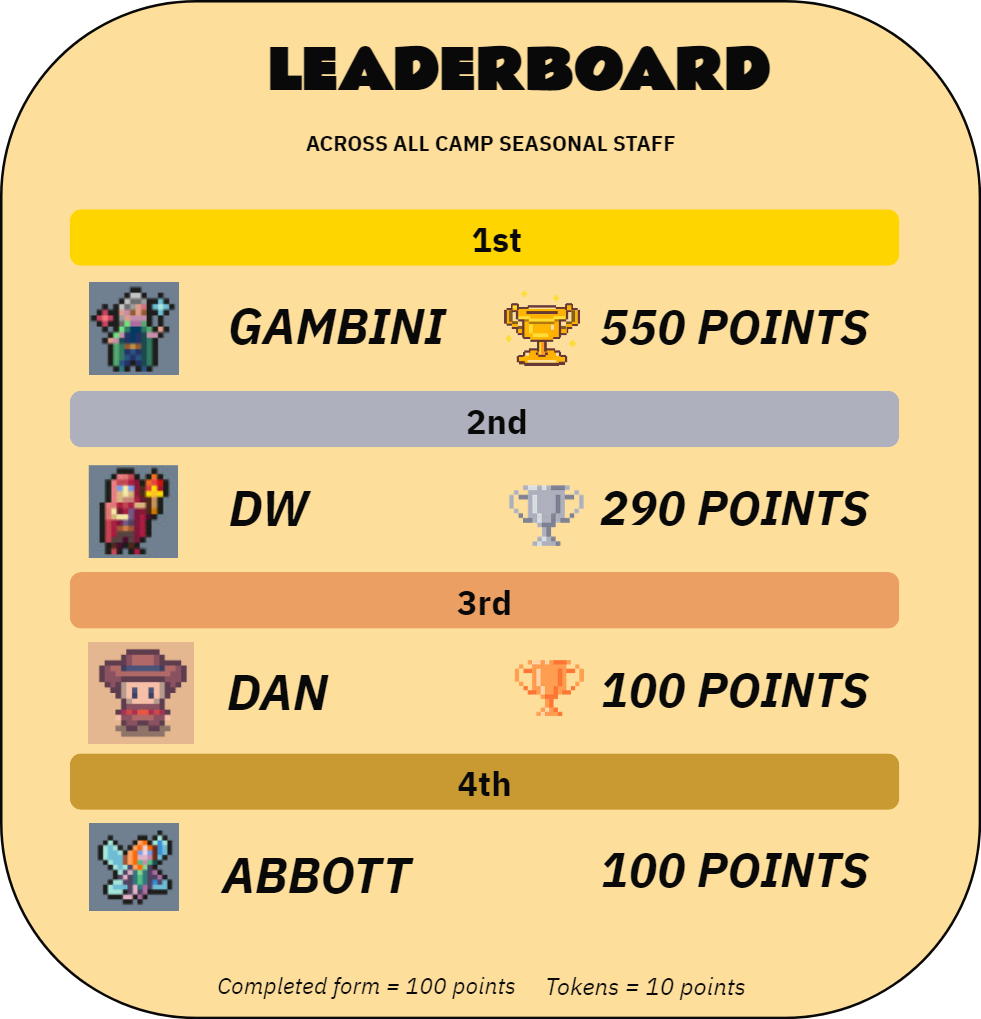 LEADERBOARD
ACROSS ALL CAMP SEASONAL STAFF
1st
GAMBINI 550 POINTS
2nd
DW 290 POINTS
3rd
DAN 100 POINTS
4th
ABBOTT 100 POINTS
Completed form = 100 points Tokens = 10 points